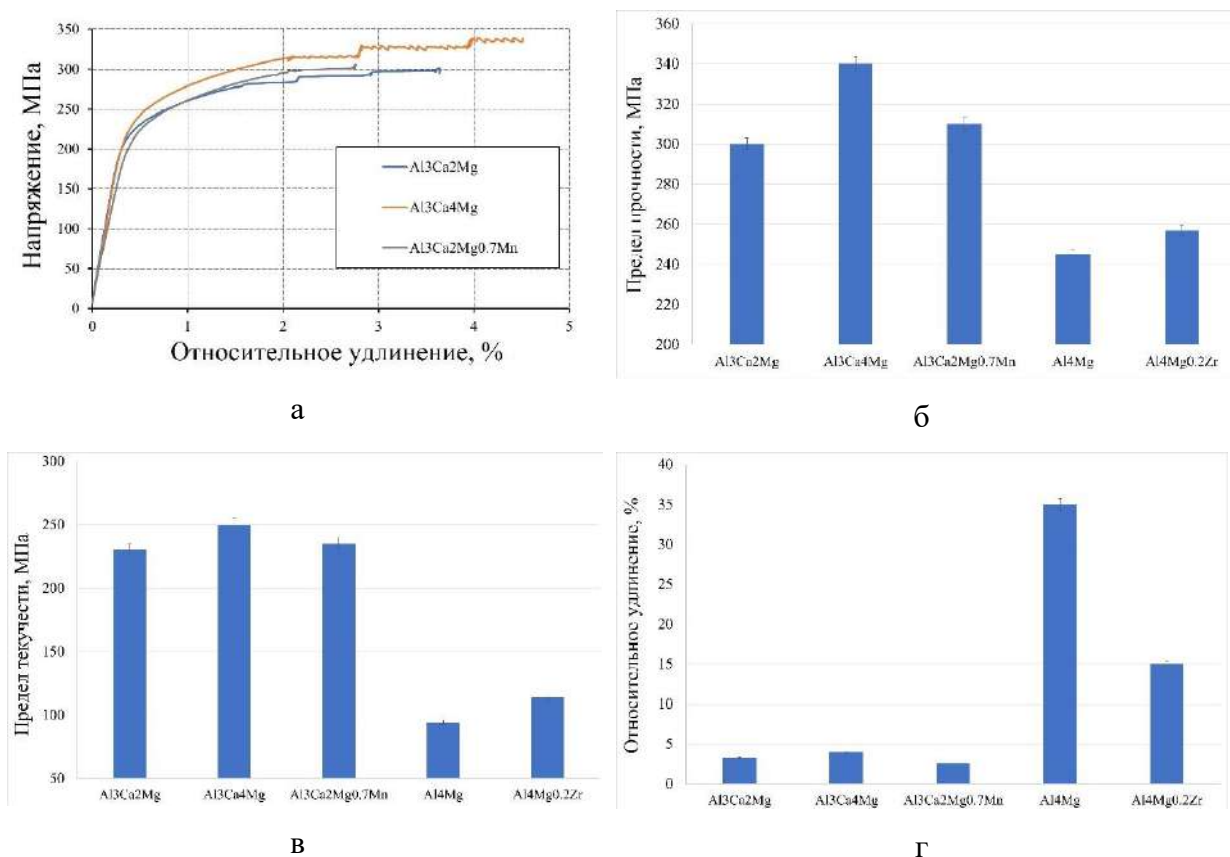 350
300
250
200
150
100
50
0
0 1 2 3 4 5
Напряжение, МПа
Относительное удлинение, %
Al3Ca2Mg
Al3Ca4Mg
Al3Ca2Mg0.7Mn
а
360
340
320
300
280
260
240
220
200
Предел прочности, МПа
Al3Ca2Mg Al3Ca4Mg Al3Ca2Mg0.7Mn Al4Mg Al4Mg0.2Zr
б
300
250
200
150
100
50
Предел текучести, МПа
Al3Ca2Mg Al3Ca4Mg Al3Ca2Mg0.7Mn Al4Mg Al4Mg0.2Zr
в
40
35
30
25
20
15
10
5
0
Относительное удлинение, %
Al3Ca2Mg Al3Ca4Mg Al3Ca2Mg0.7Mn Al4Mg Al4Mg0.2Zr
г